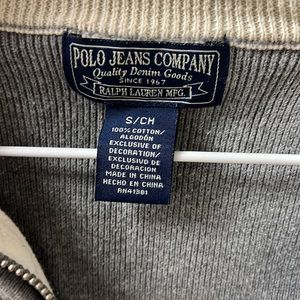 POLO JEANS COMPANY
Quality Denim Goods
SINCE 1967
RALPH LAUREN MFG.
S/CH
100% COTTON/
ALGODÓN
EXCLUSIVE OF
DECORATION/
EXCLUSIVO DE
DECORACION
MADE IN CHINA
HECHO EN CHINA
RN41381